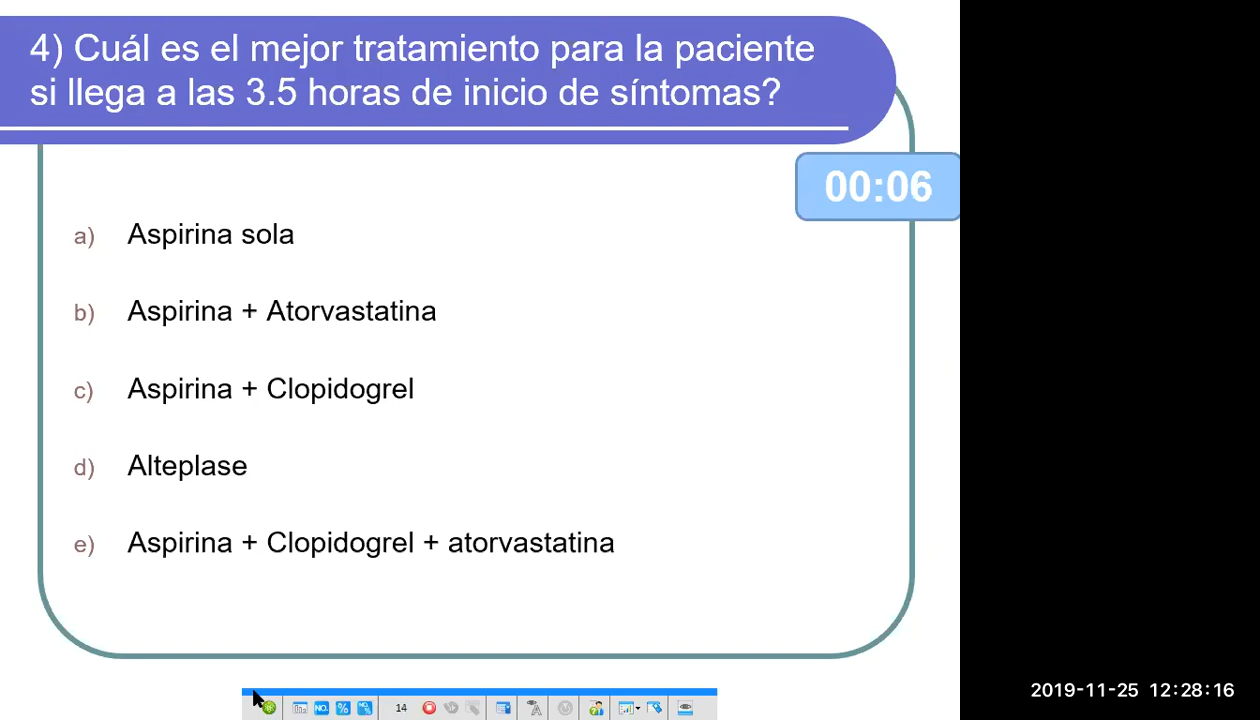 4) Cuál es el mejor tratamiento para la paciente
si llega a las 3.5 horas de inicio de síntomas?
00:06
a) Aspirina sola
b) Aspirina + Atorvastatina
c) Aspirina + Clopidogrel
d) Alteplase
e) Aspirina + Clopidogrel + atorvastatina
NO. % 14
2019-11-25 12:28:16